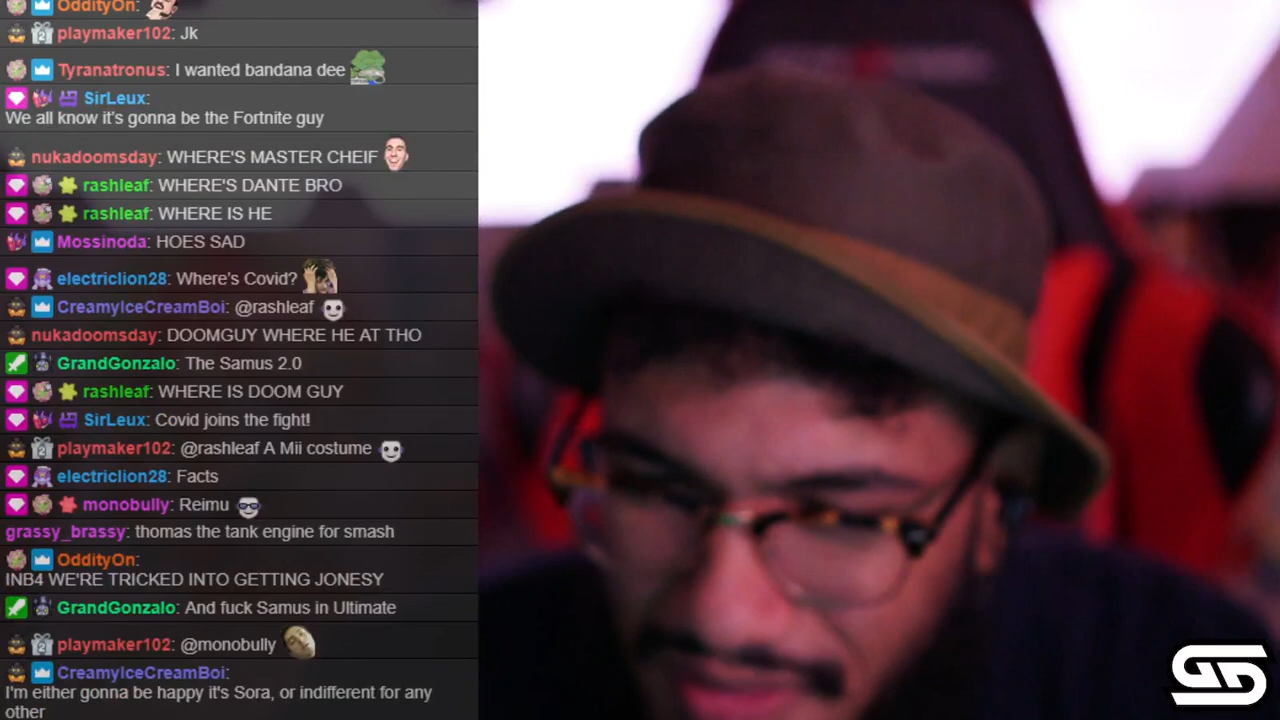 OddityOn:
playmaker102: Jk
Tyranatronus: I wanted bandana dee
SirLeux:
We all know it's gonna be the Fortnite guy
nukadoomsday: WHERE'S MASTER CHEIF
rashleaf: WHERE'S DANTE BRO
rashleaf: WHERE IS HE
Mossinoda: HOES SAD
electriclion28: Where's Covid?
CreamyIceCreamBoi: @rashleaf
nukadoomsday: DOOMGUY WHERE HE AT THO
GrandGonzalo: The Samus 2.0
rashleaf: WHERE IS DOOM GUY
SirLeux: Covid joins the fight!
playmaker102: @rashleaf A Mii costume
electriclion28: Facts
monobully: Reimu
grassy_brassy: thomas the tank engine for smash
OddityOn:
INB4 WE'RE TRICKED INTO GETTING JONESY
GrandGonzalo: And fuck Samus in Ultimate
playmaker102: @monobully
CreamyIceCreamBoi:
I'm either gonna be happy it's Sora, or indifferent for any
other